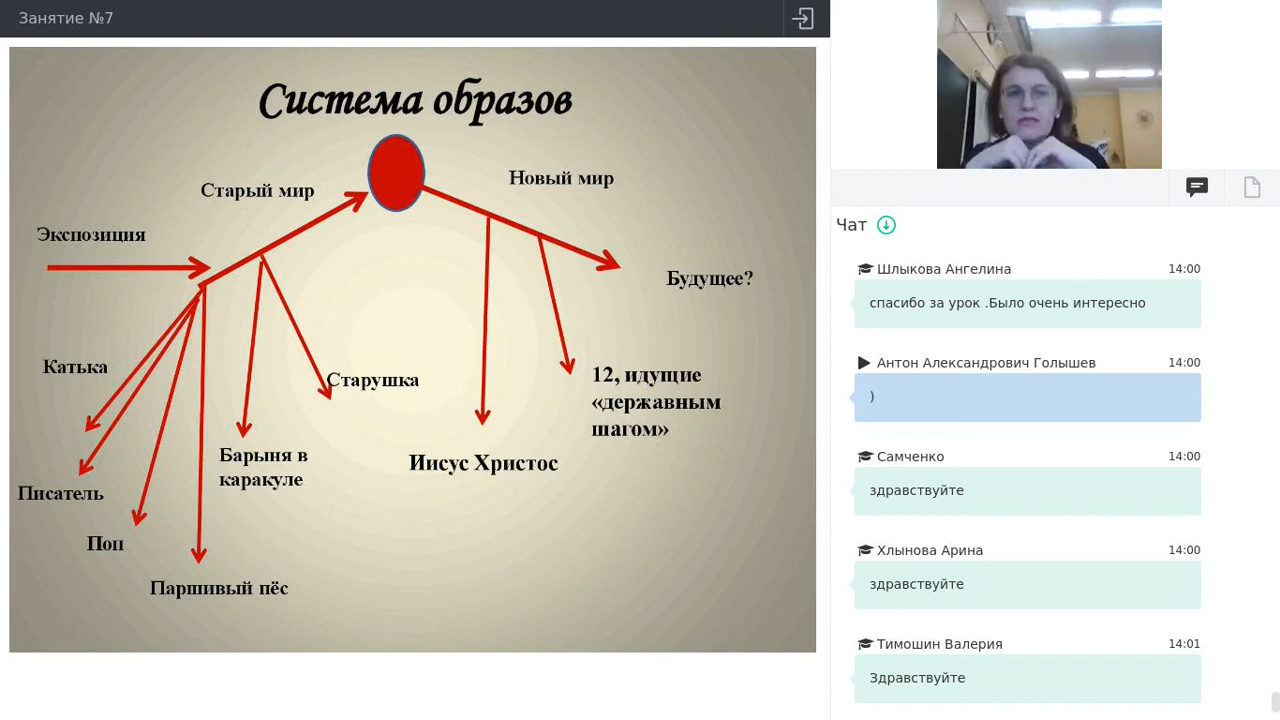 Занятие №7
Система образов
Старый мир
Новый мир
Экспозиция
Будущее?
Катька
Старушка
12, идущие
«державным
шагом»
Барыня в
каракуле
Иисус Христос
Писатель
Поп
Паршивый пёс
Чат
Шлыкова Ангелина 14:00
спасибо за урок .Было очень интересно
Антон Александрович Голышев 14:00
)
Самченко 14:00
здравствуйте
Хлынова Арина 14:00
здравствуйте
Тимошин Валерия 14:01
Здравствуйте